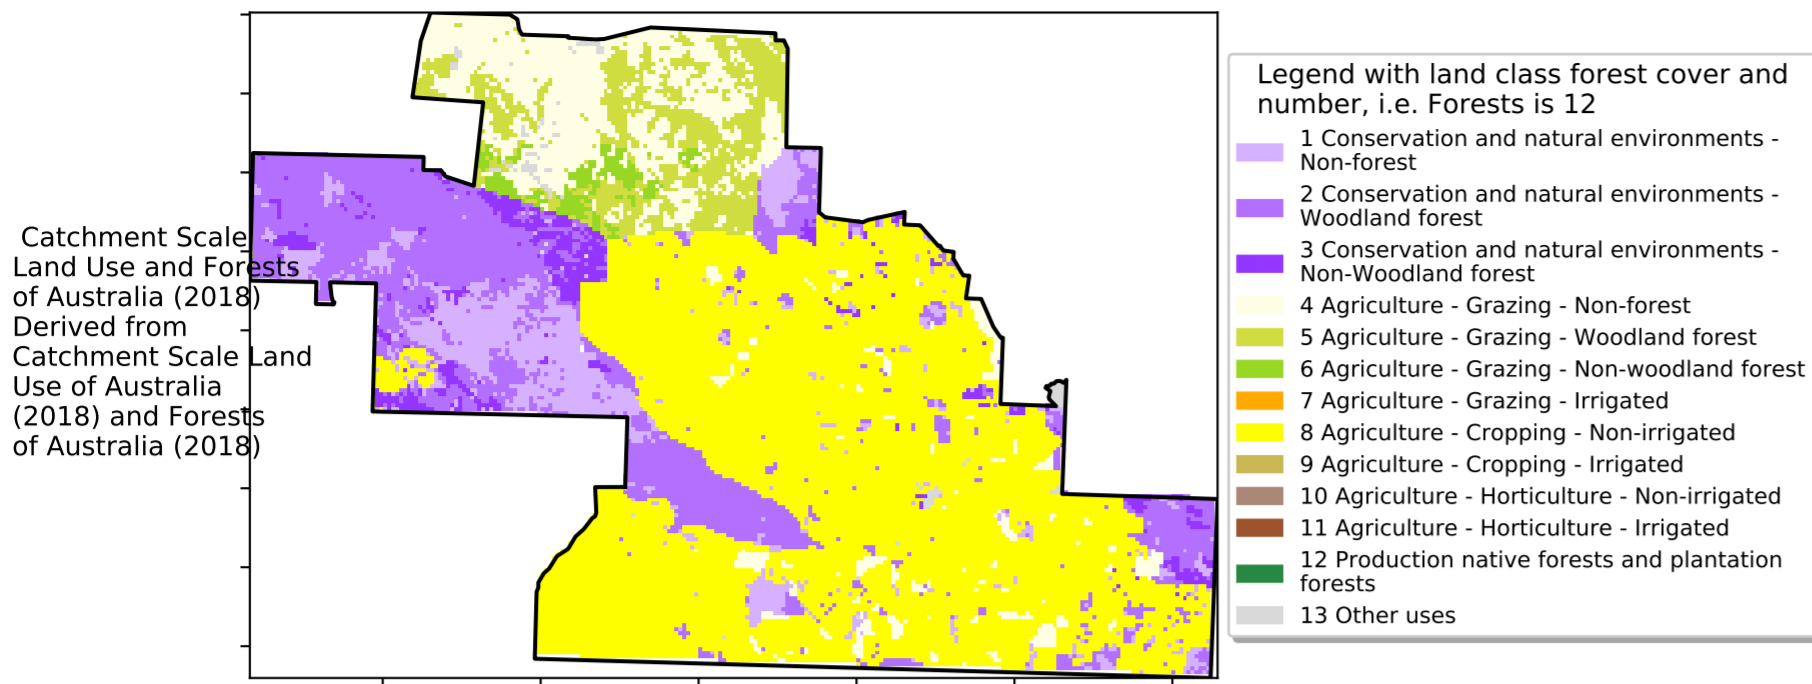 Catchment Scale
Land Use and Forests
of Australia (2018)
Derived from
Catchment Scale Land
Use of Australia
(2018) and Forests
of Australia (2018)
Legend with land class forest cover and
number, i.e. Forests is 12
1 Conservation and natural environments -
Non-forest
2 Conservation and natural environments -
Woodland forest
3 Conservation and natural environments -
Non-Woodland forest
4 Agriculture - Grazing - Non-forest
5 Agriculture - Grazing - Woodland forest
6 Agriculture - Grazing - Non-woodland forest
7 Agriculture - Grazing - Irrigated
8 Agriculture - Cropping - Non-irrigated
9 Agriculture - Cropping - Irrigated
10 Agriculture - Horticulture - Non-irrigated
11 Agriculture - Horticulture - Irrigated
12 Production native forests and plantation
forests
13 Other uses